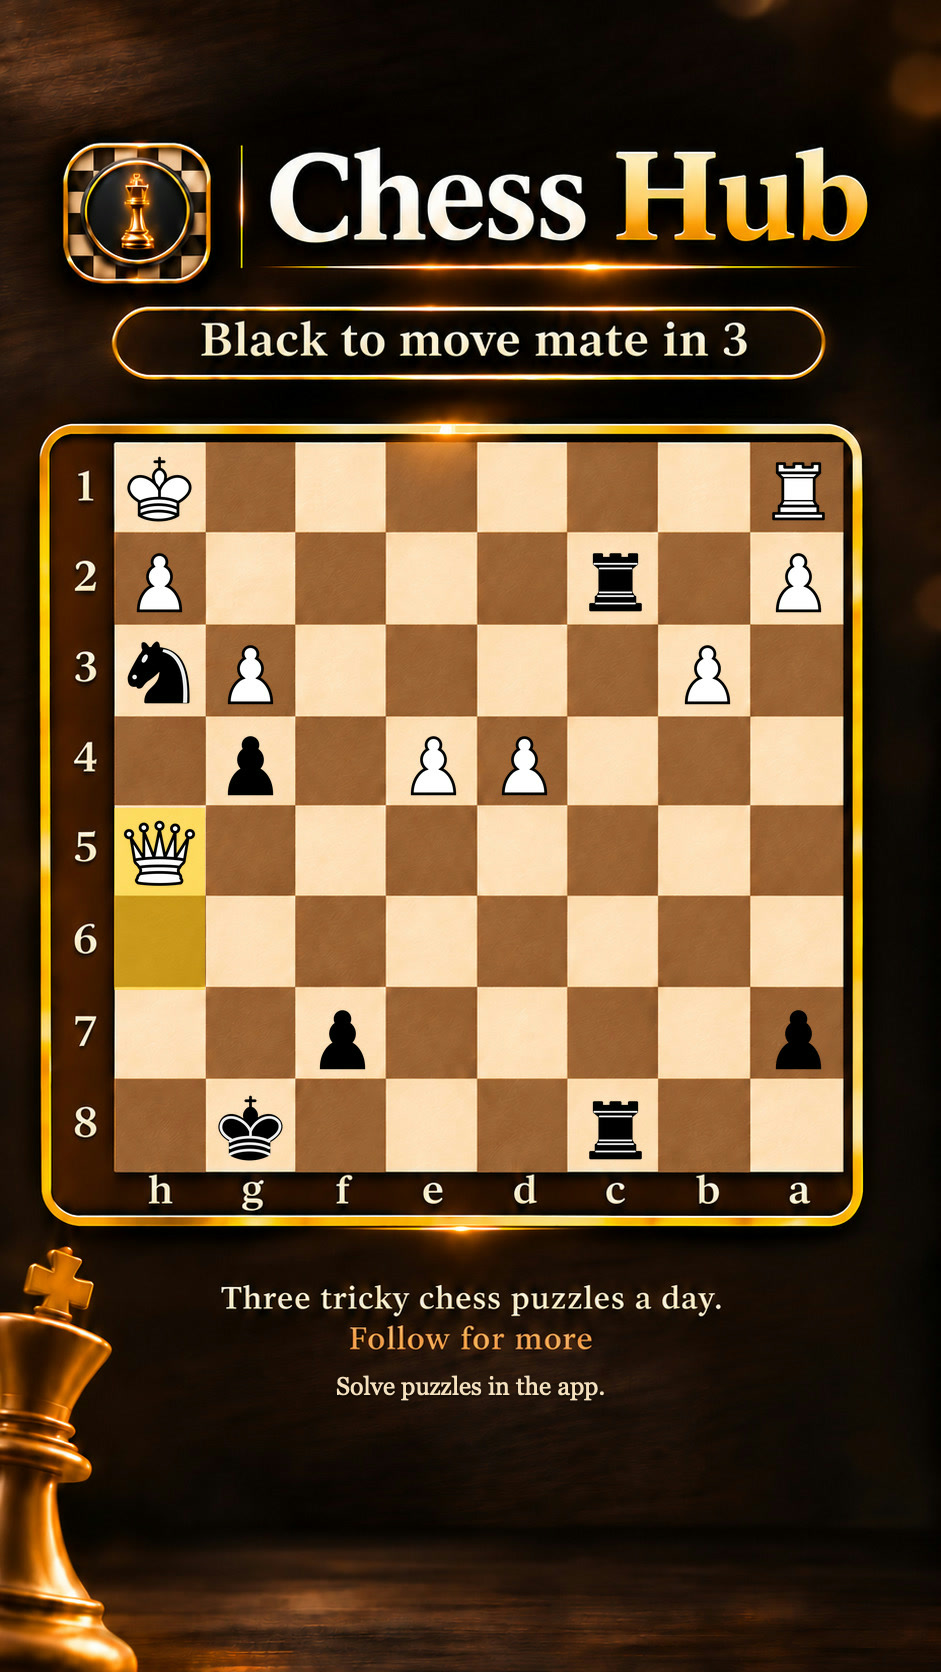 Chess Hub
Black to move mate in 3
1
2
3
4
5
6
7
8
h g f e d c b a
Three tricky chess puzzles a day.
Follow for more
Solve puzzles in the app.